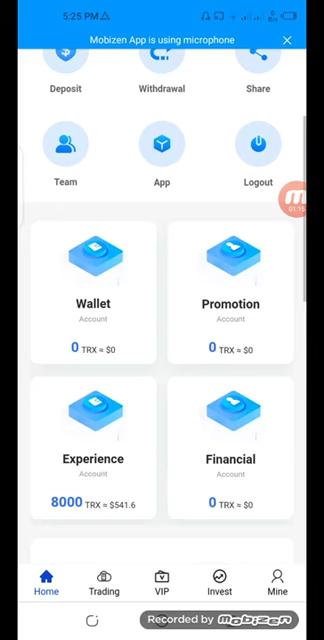 5:25 PM
Mobizen App is using microphone
Deposit Withdrawal Share
Team App Logout
01:15
Wallet
Account
0 TRX ≈ $0
Promotion
Account
0 TRX ≈ $0
Experience
Account
8000 TRX ≈ $541.6
Financial
Account
0 TRX ≈ $0
Home Trading VIP Invest Mine
Recorded by mobizen